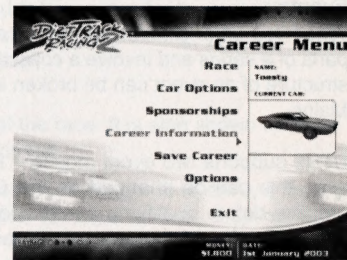 Dirt Track
Racing 2
Career Menu
Race
Car Options
Sponsorships
Career Information
Save Career
Options
Exit
NAME:
Toasty
CURRENT CAR:
MONEY:
$1,800
DATE:
1st January 2003